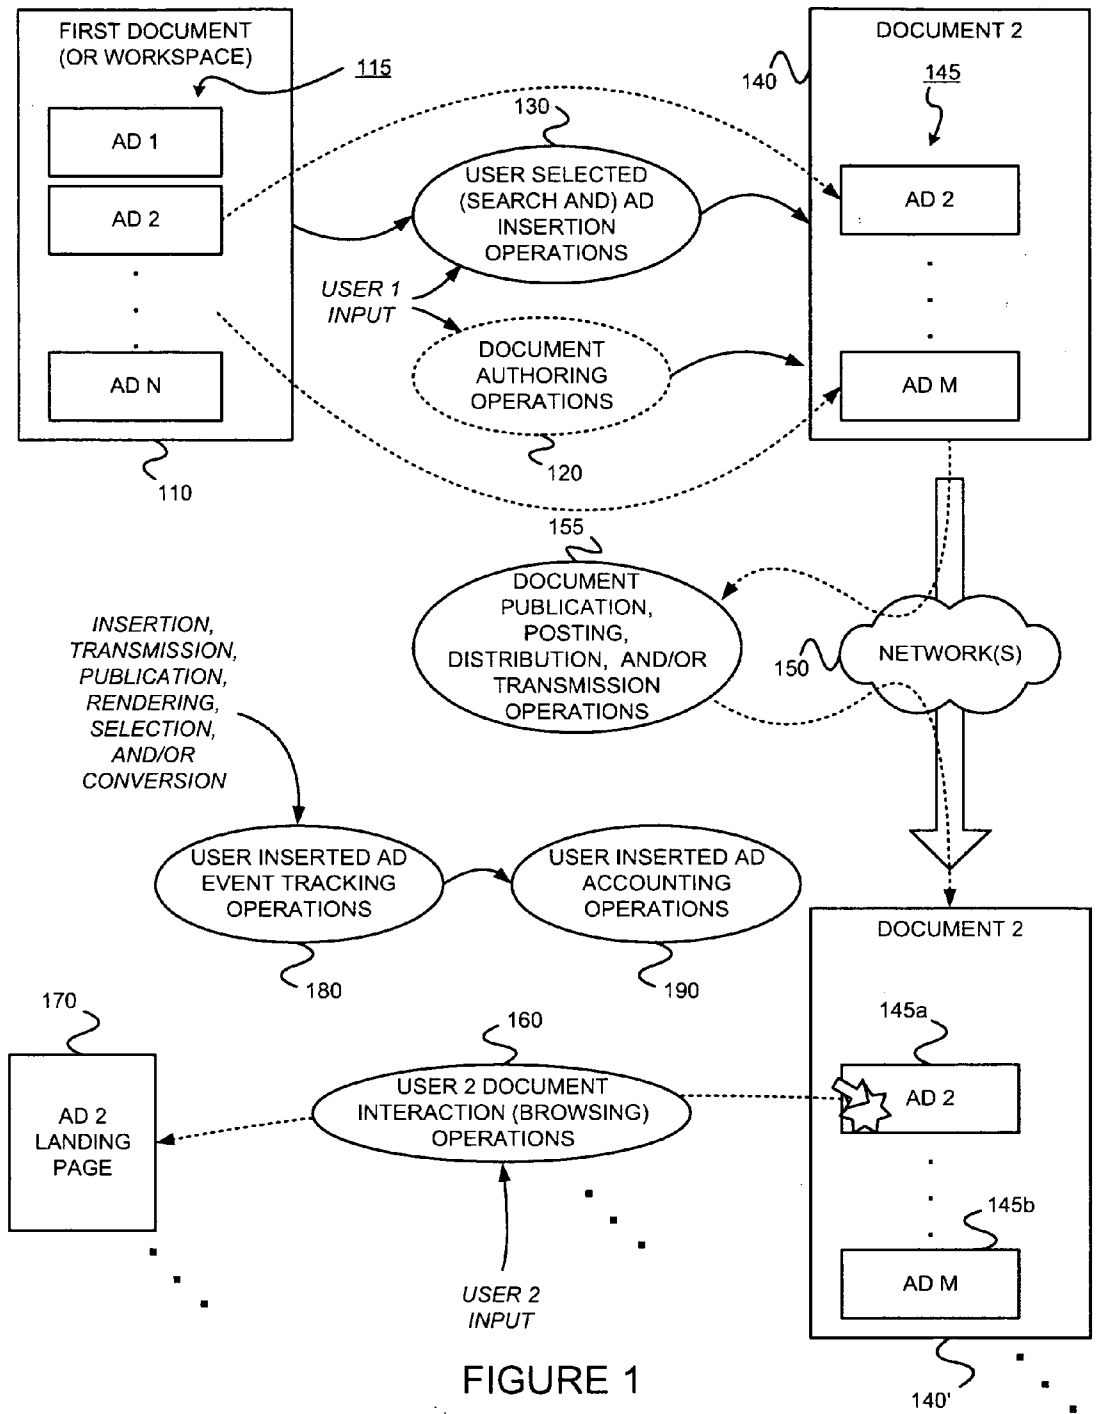 FIRST DOCUMENT
(OR WORKSPACE)
115
AD 1
AD 2
AD N
110
130
USER SELECTED
(SEARCH AND) AD
INSERTION
OPERATIONS
USER 1
INPUT
DOCUMENT
AUTHORING
OPERATIONS
120
DOCUMENT 2
140
145
AD 2
AD M
155
DOCUMENT
PUBLICATION,
POSTING,
DISTRIBUTION, AND/OR
TRANSMISSION
OPERATIONS
150
NETWORK(S)
INSERTION,
TRANSMISSION,
PUBLICATION,
RENDERING,
SELECTION,
AND/OR
CONVERSION
USER INSERTED AD
EVENT TRACKING
OPERATIONS
180
USER INSERTED AD
ACCOUNTING
OPERATIONS
190
DOCUMENT 2
145a
AD 2
145b
AD M
140'
170
AD 2
LANDING
PAGE
160
USER 2 DOCUMENT
INTERACTION (BROWSING)
OPERATIONS
USER 2
INPUT
FIGURE 1